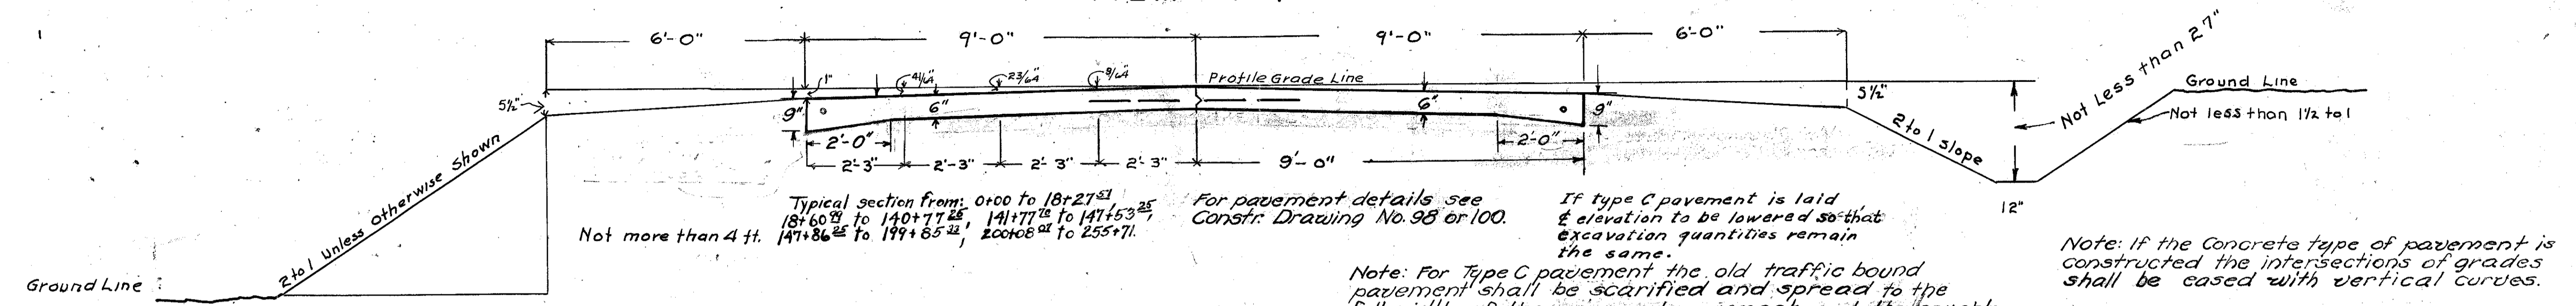 6'-0" 9'-0" 9'-0" 6'-0"
Not Less than 27"
1" 41/64" 23/64" 9/64" Profile Grade Line
Ground Line
5½" 5½"
9" 6" 6" 9"
Not less than 1½ to 1
2'-0" 2'-0"
2 to 1 slope
2'-3" 2'-3" 2'-3" 2'-3" 9'-0"
2 to 1 Unless Otherwise Shown
12"
Typical section from: 0+00 to 18+27 51,
18+60 99 to 140+77 25, 141+77 70 to 147+53 25,
Not more than 4 ft. 147+86 25 to 199+85 33, 200+08 07 to 255+71.
For pavement details see
Constr. Drawing No. 98 or 100.
If type C pavement is laid,
℄ elevation to be lowered so that
excavation quantities remain
the same.
Note: For Type C pavement the old traffic bound
pavement shall be scarified and spread to the
Note: If the Concrete type of pavement is
constructed the intersections of grades
shall be eased with vertical curves.
Ground Line